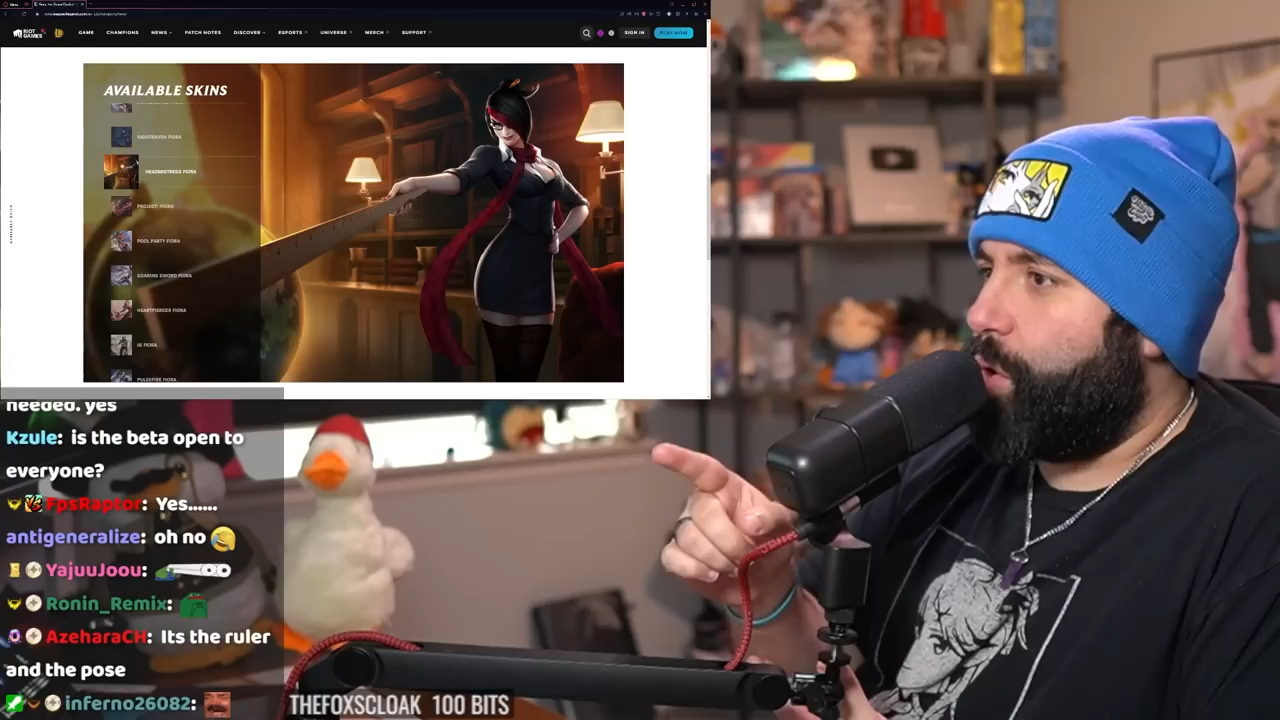 RIOT GAMES
GAME CHAMPIONS NEWS PATCH NOTES DISCOVER ESPORTS UNIVERSE MERCH SUPPORT SIGN IN PLAY NOW
AVAILABLE SKINS
NIGHTRAVEN FIORA
HEADMISTRESS FIORA
PROJECT: FIORA
POOL PARTY FIORA
SOARING SWORD FIORA
HEARTPIERCER FIORA
IG FIORA
PULSEFIRE FIORA
needed. yes
Kzule: is the beta open to
everyone?
FpsRaptor: Yes......
antigeneralize: oh no
YajuuJoou:
Ronin_Remix:
AzeharaCH: Its the ruler
and the pose
inferno26082:
THEFOXSCLOAK 100 BITS